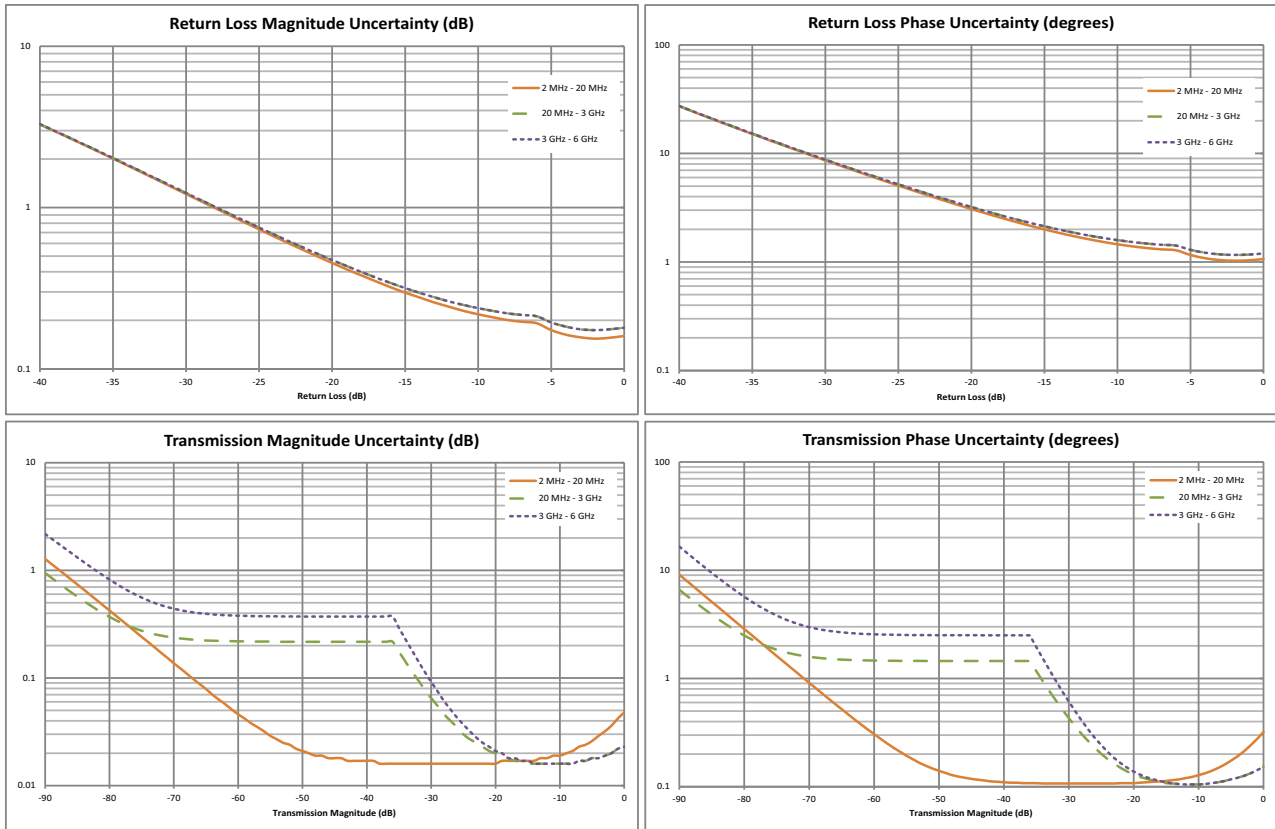 Return Loss Magnitude Uncertainty (dB)
10
1
0.1
2 MHz - 20 MHz
20 MHz - 3 GHz
3 GHz - 6 GHz
-40 -35 -30 -25 -20 -15 -10 -5 0
Return Loss (dB)
Return Loss Phase Uncertainty (degrees)
100
10
1
0.1
2 MHz - 20 MHz
20 MHz - 3 GHz
3 GHz - 6 GHz
-40 -35 -30 -25 -20 -15 -10 -5 0
Return Loss (dB)
Transmission Magnitude Uncertainty (dB)
10
1
0.1
0.01
2 MHz - 20 MHz
20 MHz - 3 GHz
3 GHz - 6 GHz
-90 -80 -70 -60 -50 -40 -30 -20 -10 0
Transmission Magnitude (dB)
Transmission Phase Uncertainty (degrees)
100
10
1
0.1
2 MHz - 20 MHz
20 MHz - 3 GHz
3 GHz - 6 GHz
-90 -80 -70 -60 -50 -40 -30 -20 -10 0
Transmission Magnitude (dB)